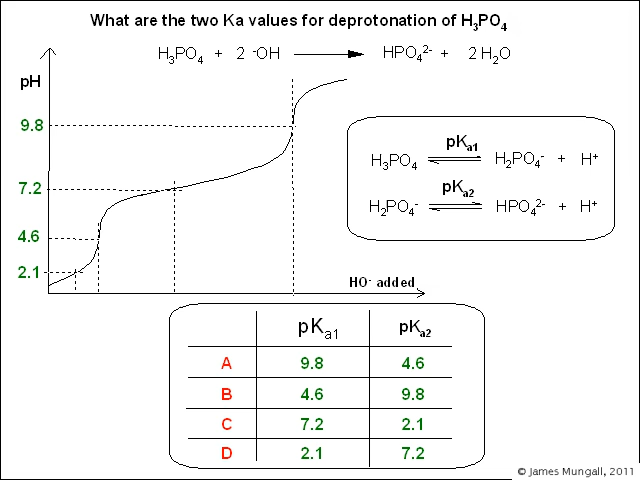 What are the two Ka values for deprotonation of H₃PO₄
H₃PO₄ + 2 ⁻OH HPO₄²⁻ + 2 H₂O
pH
9.8
7.2
4.6
2.1
HO⁻ added
pKₐ₁
H₃PO₄ H₂PO₄⁻ + H⁺
pKₐ₂
H₂PO₄⁻ HPO₄²⁻ + H⁺
pKₐ₁ pKₐ₂
A 9.8 4.6
B 4.6 9.8
C 7.2 2.1
D 2.1 7.2
© James Mungall, 2011